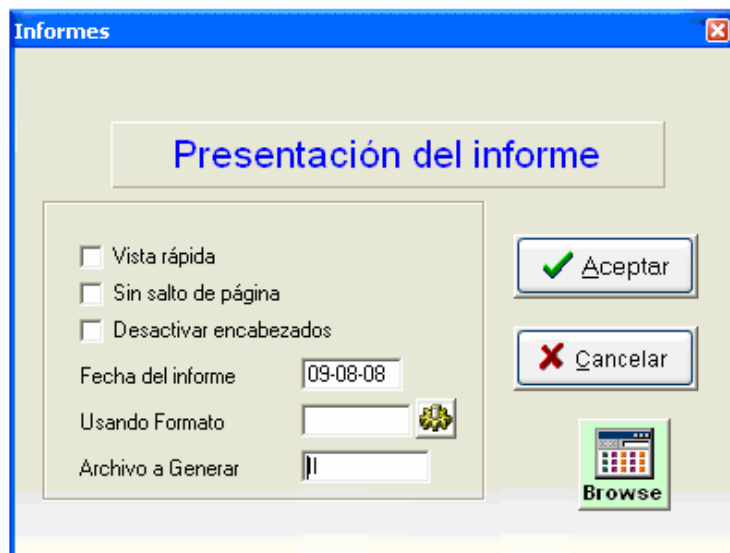 Informes
Presentación del informe
Vista rápida
Sin salto de página
Desactivar encabezados
Fecha del informe 09-08-08
Usando Formato
Archivo a Generar
Aceptar
Cancelar
Browse